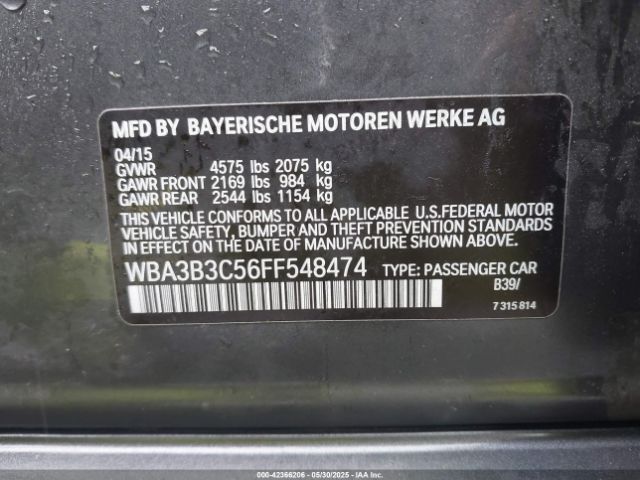 MFD BY BAYERISCHE MOTOREN WERKE AG
04/15
GVWR 4575 lbs 2075 kg
GAWR FRONT 2169 lbs 984 kg
GAWR REAR 2544 lbs 1154 kg
THIS VEHICLE CONFORMS TO ALL APPLICABLE U.S.FEDERAL MOTOR
VEHICLE SAFETY, BUMPER AND THEFT PREVENTION STANDARDS
IN EFFECT ON THE DATE OF MANUFACTURE SHOWN ABOVE.
WBA3B3C56FF548474 TYPE: PASSENGER CAR
B39/
7 315 814
000-42366206 - 05/30/2025 - IAAI.COM